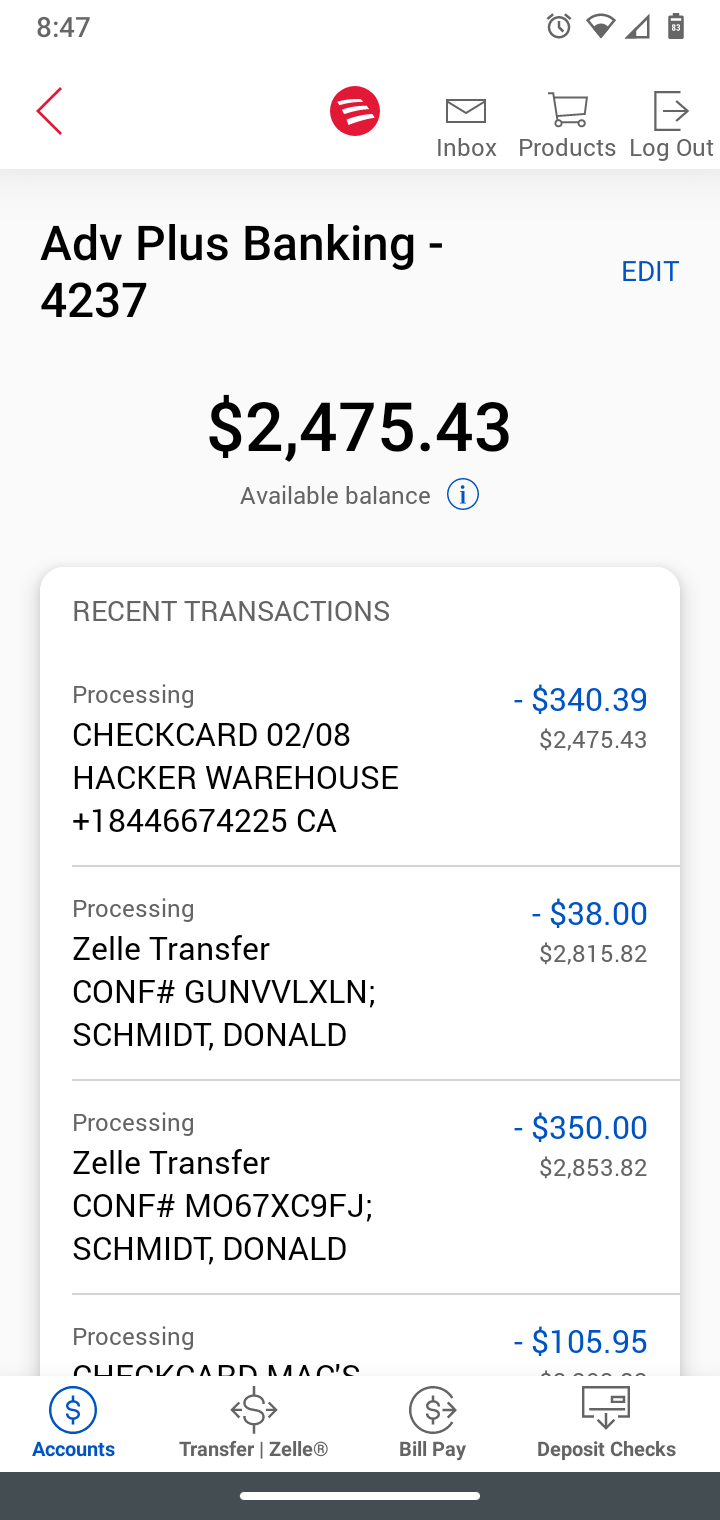 8:47
83
Inbox
Products
Log Out
Adv Plus Banking -
4237
EDIT
$2,475.43
Available balance i
RECENT TRANSACTIONS
Processing
- $340.39
CHECKCARD 02/08
$2,475.43
HACKER WAREHOUSE
+18446674225 CA
Processing
- $38.00
Zelle Transfer
$2,815.82
CONF# GUNVVLXLN;
SCHMIDT, DONALD
Processing
- $350.00
Zelle Transfer
$2,853.82
CONF# MO67XC9FJ;
SCHMIDT, DONALD
Processing
- $105.95
CHECKCARD MAC'S
Accounts
Transfer | Zelle®
Bill Pay
Deposit Checks